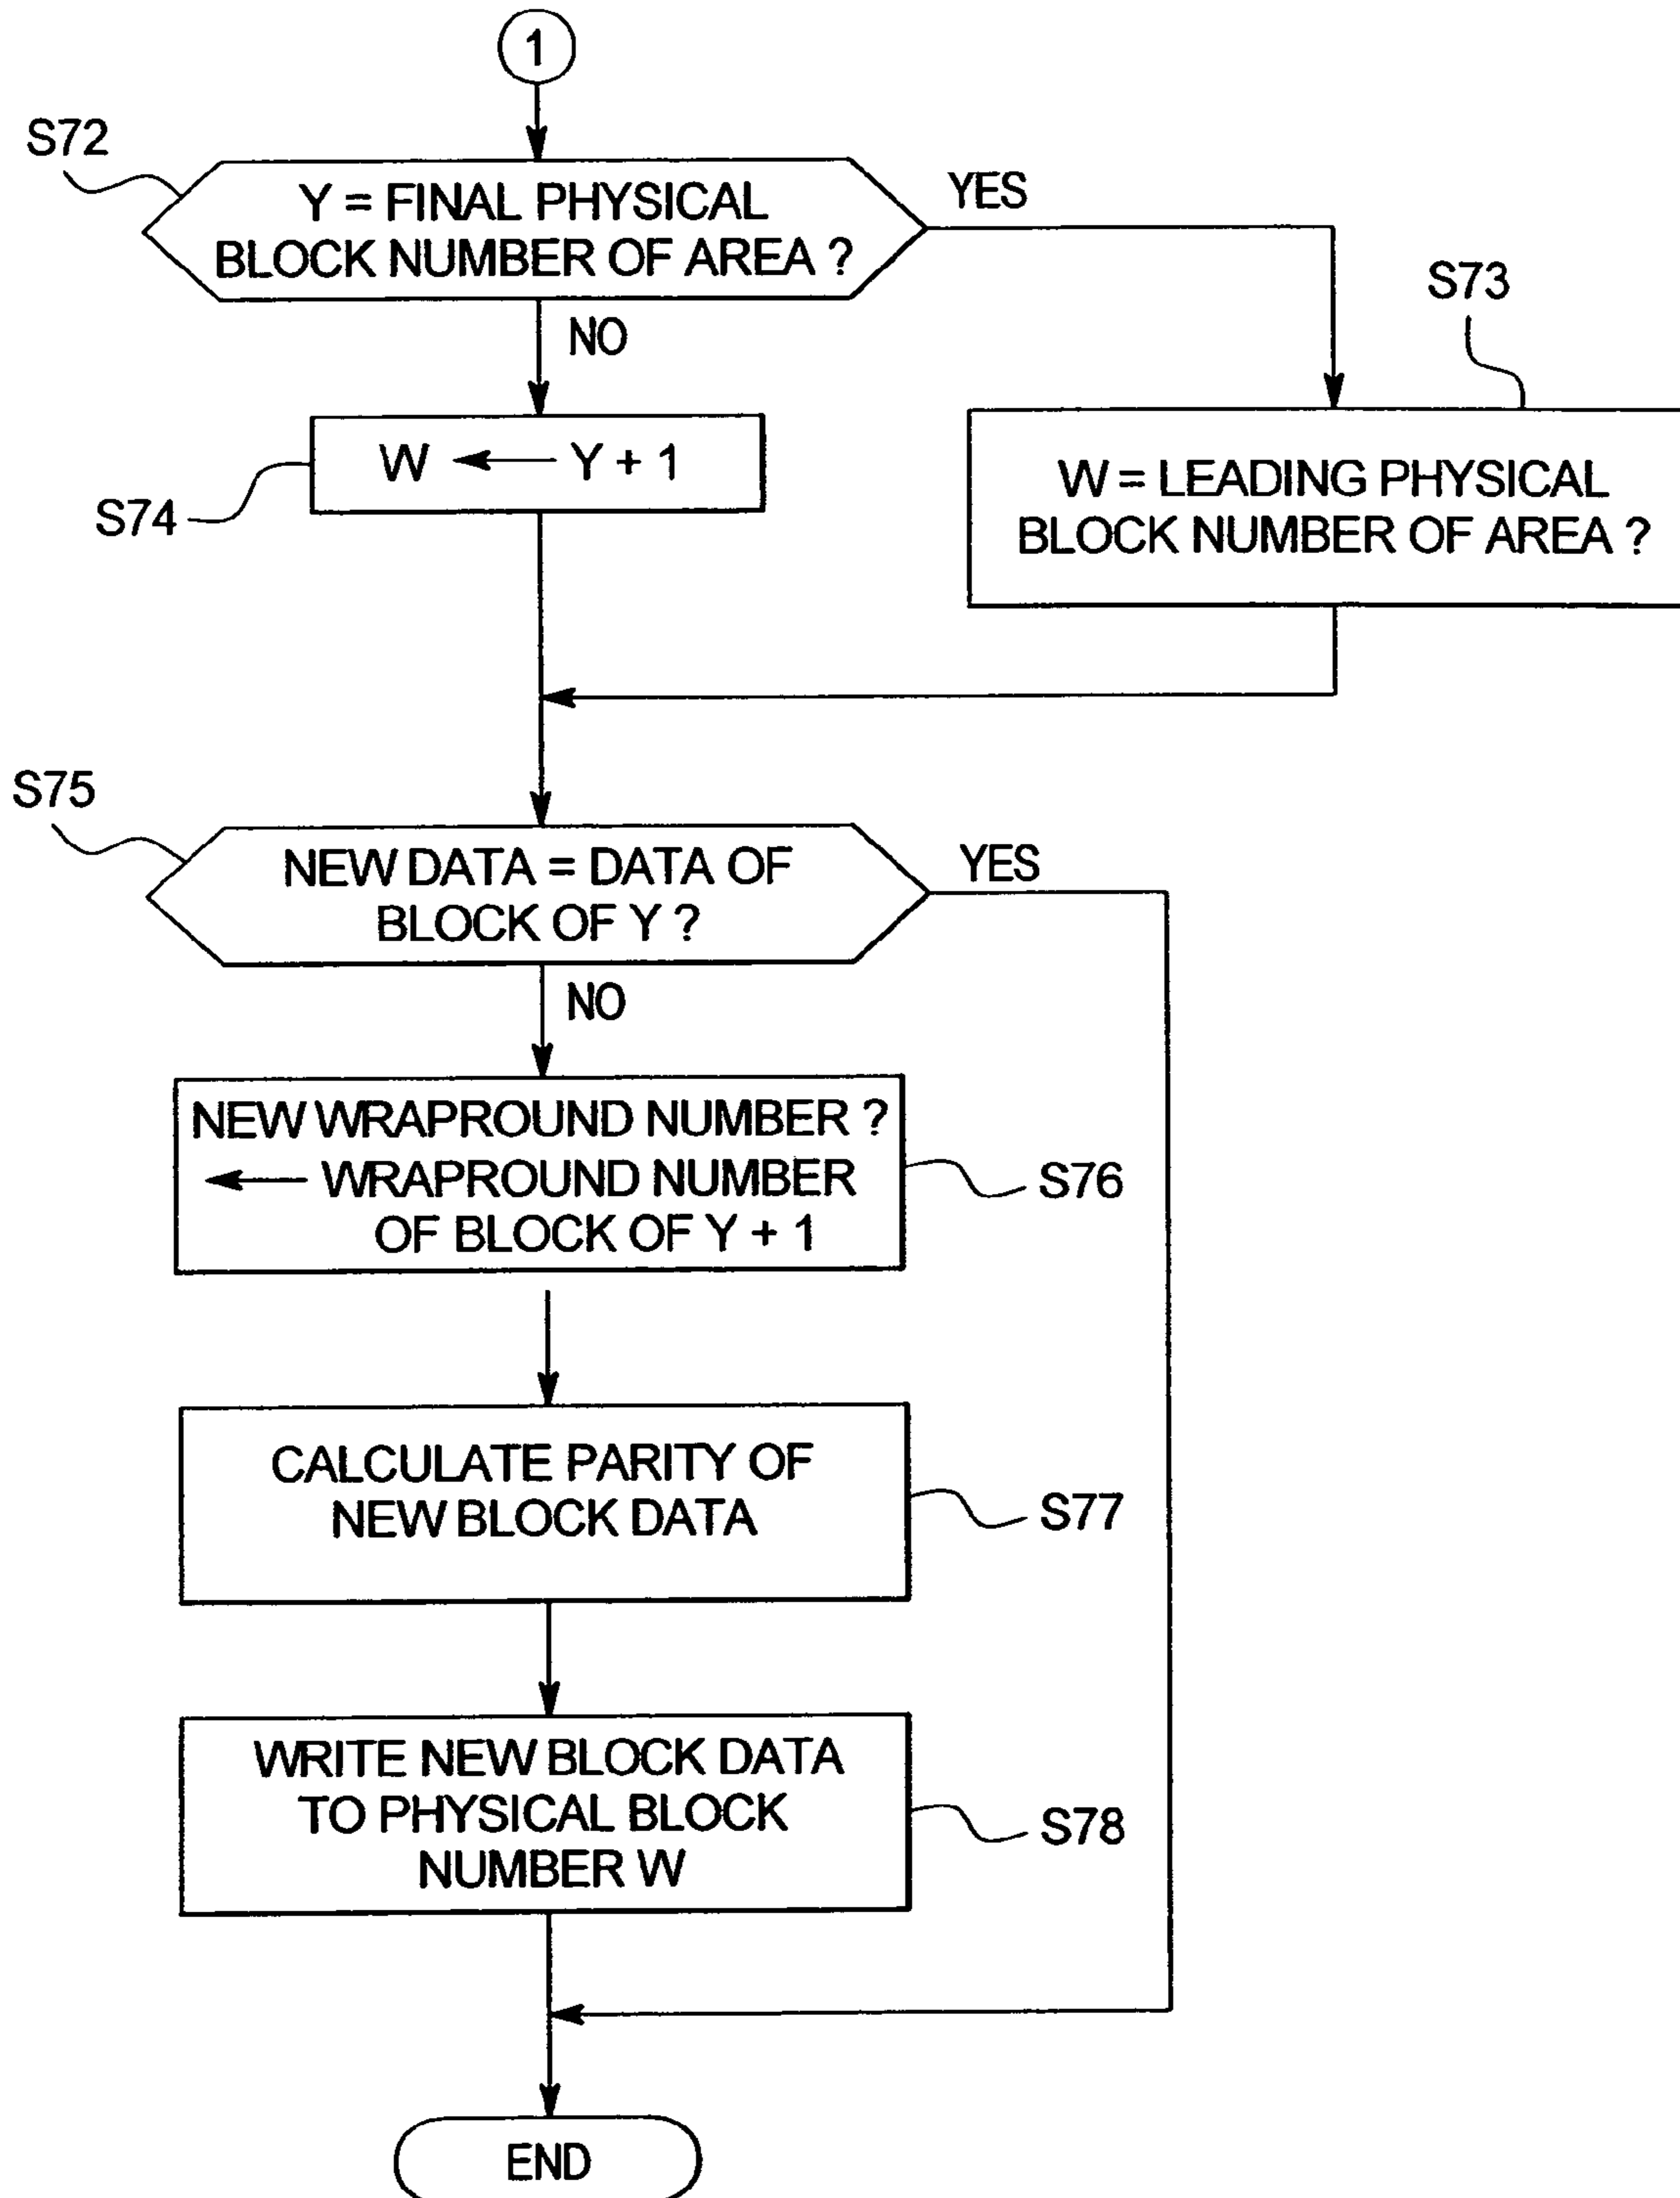 1
S72
Y = FINAL PHYSICAL
BLOCK NUMBER OF AREA ?
YES
NO
S73
W = LEADING PHYSICAL
BLOCK NUMBER OF AREA ?
W ← Y + 1
S74
S75
NEW DATA = DATA OF
BLOCK OF Y ?
YES
NO
NEW WRAPROUND NUMBER ?
← WRAPROUND NUMBER
OF BLOCK OF Y + 1
S76
CALCULATE PARITY OF
NEW BLOCK DATA
S77
WRITE NEW BLOCK DATA
TO PHYSICAL BLOCK
NUMBER W
S78
END